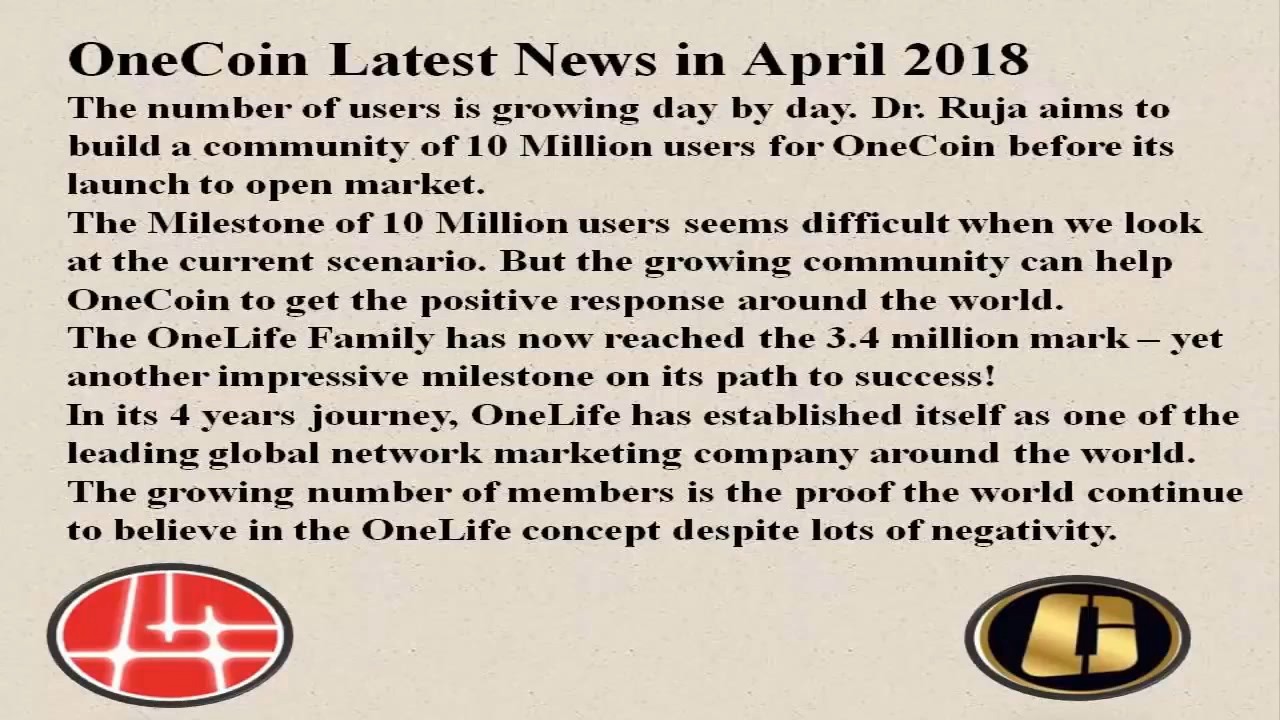 OneCoin Latest News in April 2018
The number of users is growing day by day. Dr. Ruja aims to
build a community of 10 Million users for OneCoin before its
launch to open market.
The Milestone of 10 Million users seems difficult when we look
at the current scenario. But the growing community can help
OneCoin to get the positive response around the world.
The OneLife Family has now reached the 3.4 million mark – yet
another impressive milestone on its path to success!
In its 4 years journey, OneLife has established itself as one of the
leading global network marketing company around the world.
The growing number of members is the proof the world continue
to believe in the OneLife concept despite lots of negativity.